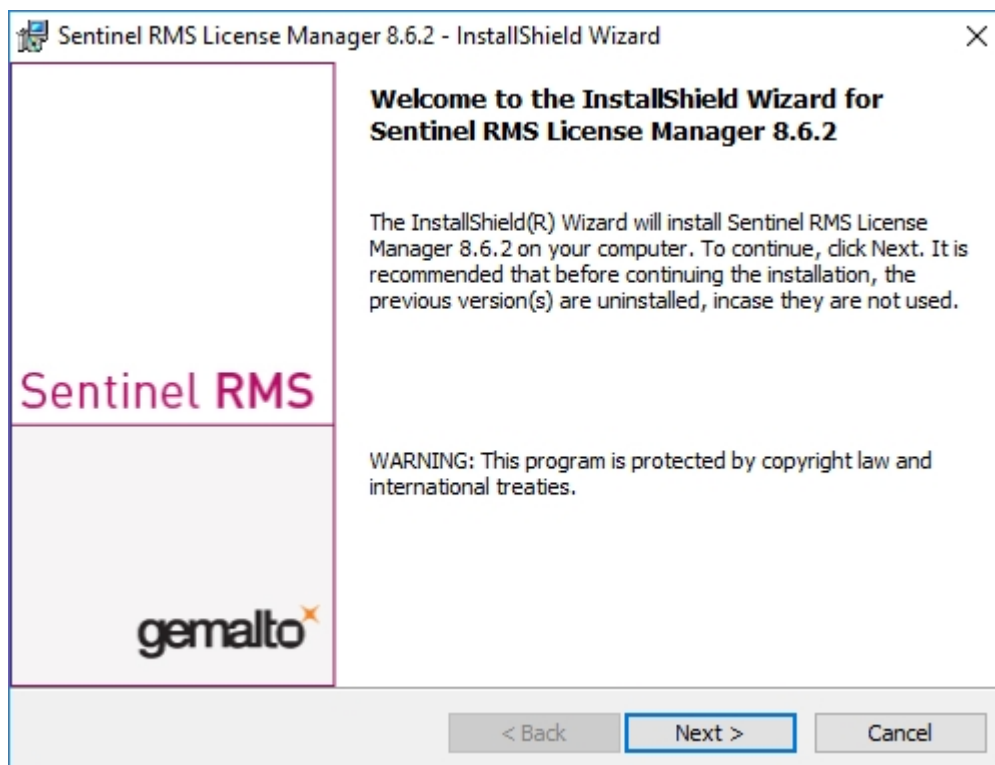 Sentinel RMS License Manager 8.6.2 - InstallShield Wizard
Welcome to the InstallShield Wizard for
Sentinel RMS License Manager 8.6.2
The InstallShield(R) Wizard will install Sentinel RMS License
Manager 8.6.2 on your computer. To continue, click Next. It is
recommended that before continuing the installation, the
previous version(s) are uninstalled, incase they are not used.
Sentinel RMS
WARNING: This program is protected by copyright law and
international treaties.
gemalto
< Back
Next >
Cancel